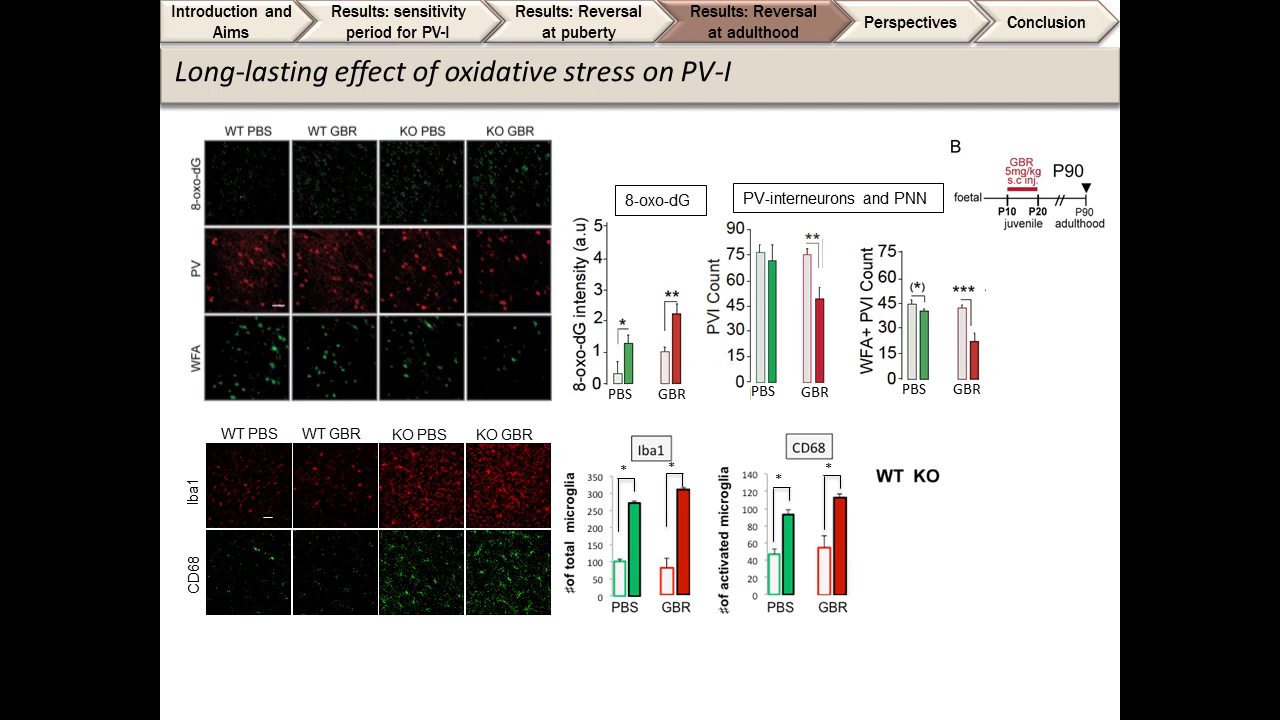 Introduction and
Aims
Results: sensitivity
period for PV-I
Results: Reversal
at puberty
Results: Reversal
at adulthood
Perspectives
Conclusion
Long-lasting effect of oxidative stress on PV-I
WT PBS WT GBR KO PBS KO GBR
8-oxo-dG
PV
WFA
8-oxo-dG
8-oxo-dG intensity (a.u)
5
4
3
2
1
0
*
**
PBS GBR
PV-interneurons and PNN
PVI Count
90
75
60
45
30
15
0
**
PBS GBR
WFA+ PVI Count
75
60
45
30
15
0
(*)
***
PBS GBR
B
GBR
5mg/kg
s.c inj.
P90
foetal
P10 P20 P90
juvenile adulthood
WT PBS WT GBR KO PBS KO GBR
Iba1
CD68
Iba1
♯of total microglia
350
300
250
200
150
100
50
0
*
*
PBS GBR
CD68
♯of activated microglia
140
120
100
80
60
40
20
0
*
*
PBS GBR
WT KO